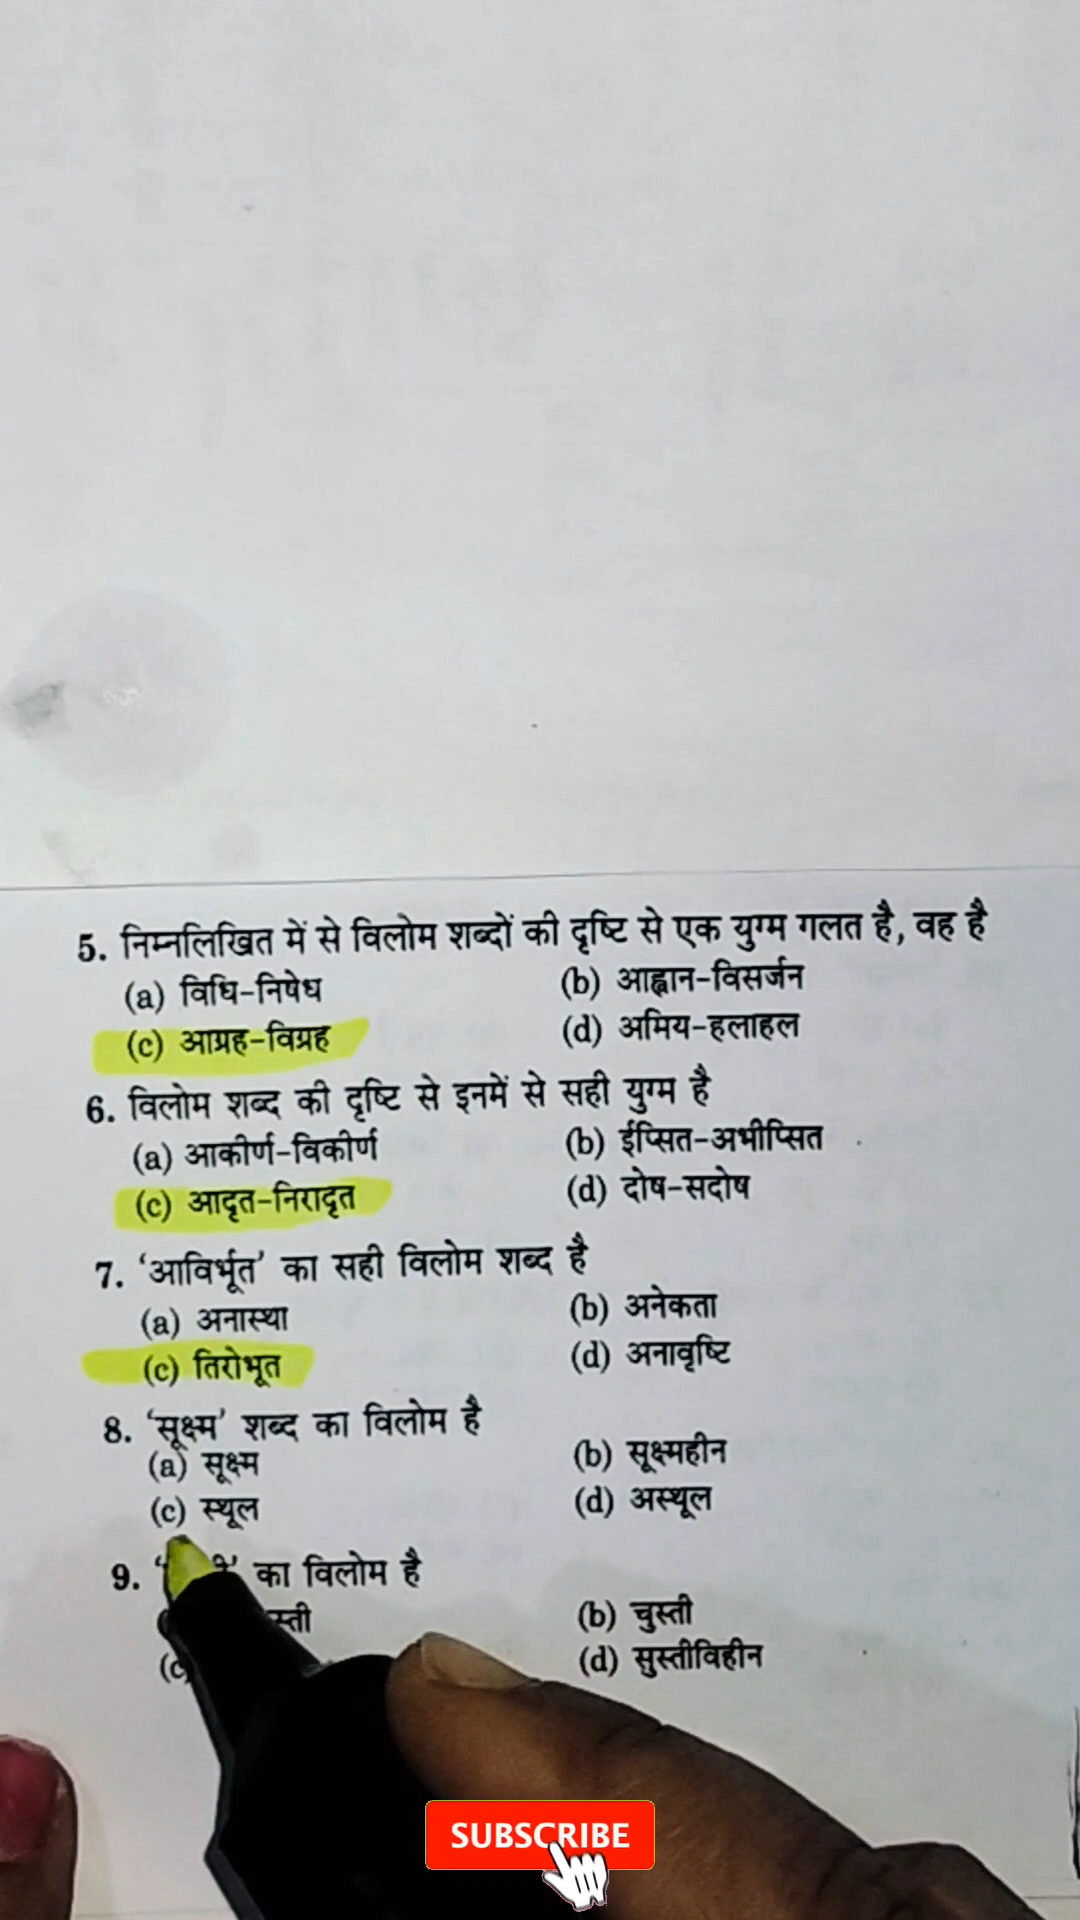 5. निम्नलिखित में से विलोम शब्दों की दृष्टि से एक युग्म गलत है, वह है
(a) विधि-निषेध (b) आह्वान-विसर्जन
(c) आग्रह-विग्रह (d) अमिय-हलाहल
6. विलोम शब्द की दृष्टि से इनमें से सही युग्म है
(a) आकीर्ण-विकीर्ण (b) ईप्सित-अभीप्सित
(c) आदृत-निरादृत (d) दोष-सदोष
7. 'आविर्भूत' का सही विलोम शब्द है
(a) अनास्था (b) अनेकता
(c) तिरोभूत (d) अनावृष्टि
8. 'सूक्ष्म' शब्द का विलोम है
(a) सूक्ष्म (b) सूक्ष्महीन
(c) स्थूल (d) अस्थूल
9. का विलोम है
(b) चुस्ती
(d) सुस्तीविहीन
SUBSCRIBE